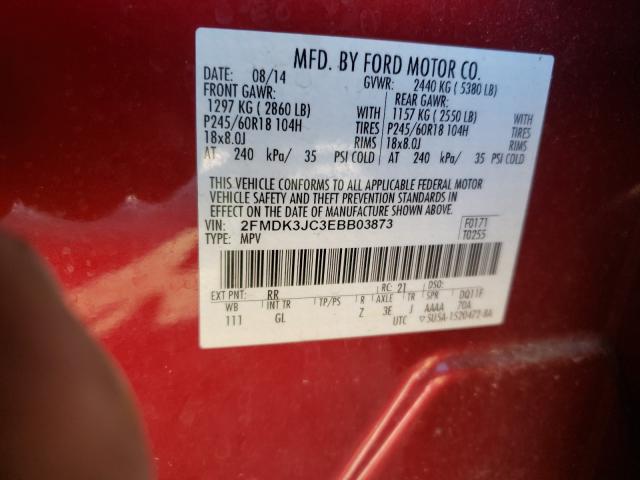 MFD. BY FORD MOTOR CO.
DATE: 08/14 GVWR: 2440 KG ( 5380 LB)
FRONT GAWR: REAR GAWR:
1297 KG ( 2860 LB) WITH 1157 KG ( 2550 LB) WITH
P245/60R18 104H TIRES P245/60R18 104H TIRES
18x8.0J RIMS 18x8.0J RIMS
AT 240 kPa/ 35 PSI COLD AT 240 kPa/ 35 PSI COLD
THIS VEHICLE CONFORMS TO ALL APPLICABLE FEDERAL MOTOR
VEHICLE SAFETY AND THEFT PREVENTION STANDARDS IN
EFFECT ON THE DATE OF MANUFACTURE SHOWN ABOVE.
VIN: 2FMDK3JC3EBB03873 F0171
TYPE: MPV T0255
EXT PNT: RR RC: 21 DSO:
WB INT TR TP/PS R AXLE TR SPR DQ11F
111 GL Z 3E J AAAA 70A
UTC ▽5U5A-1520472-BA